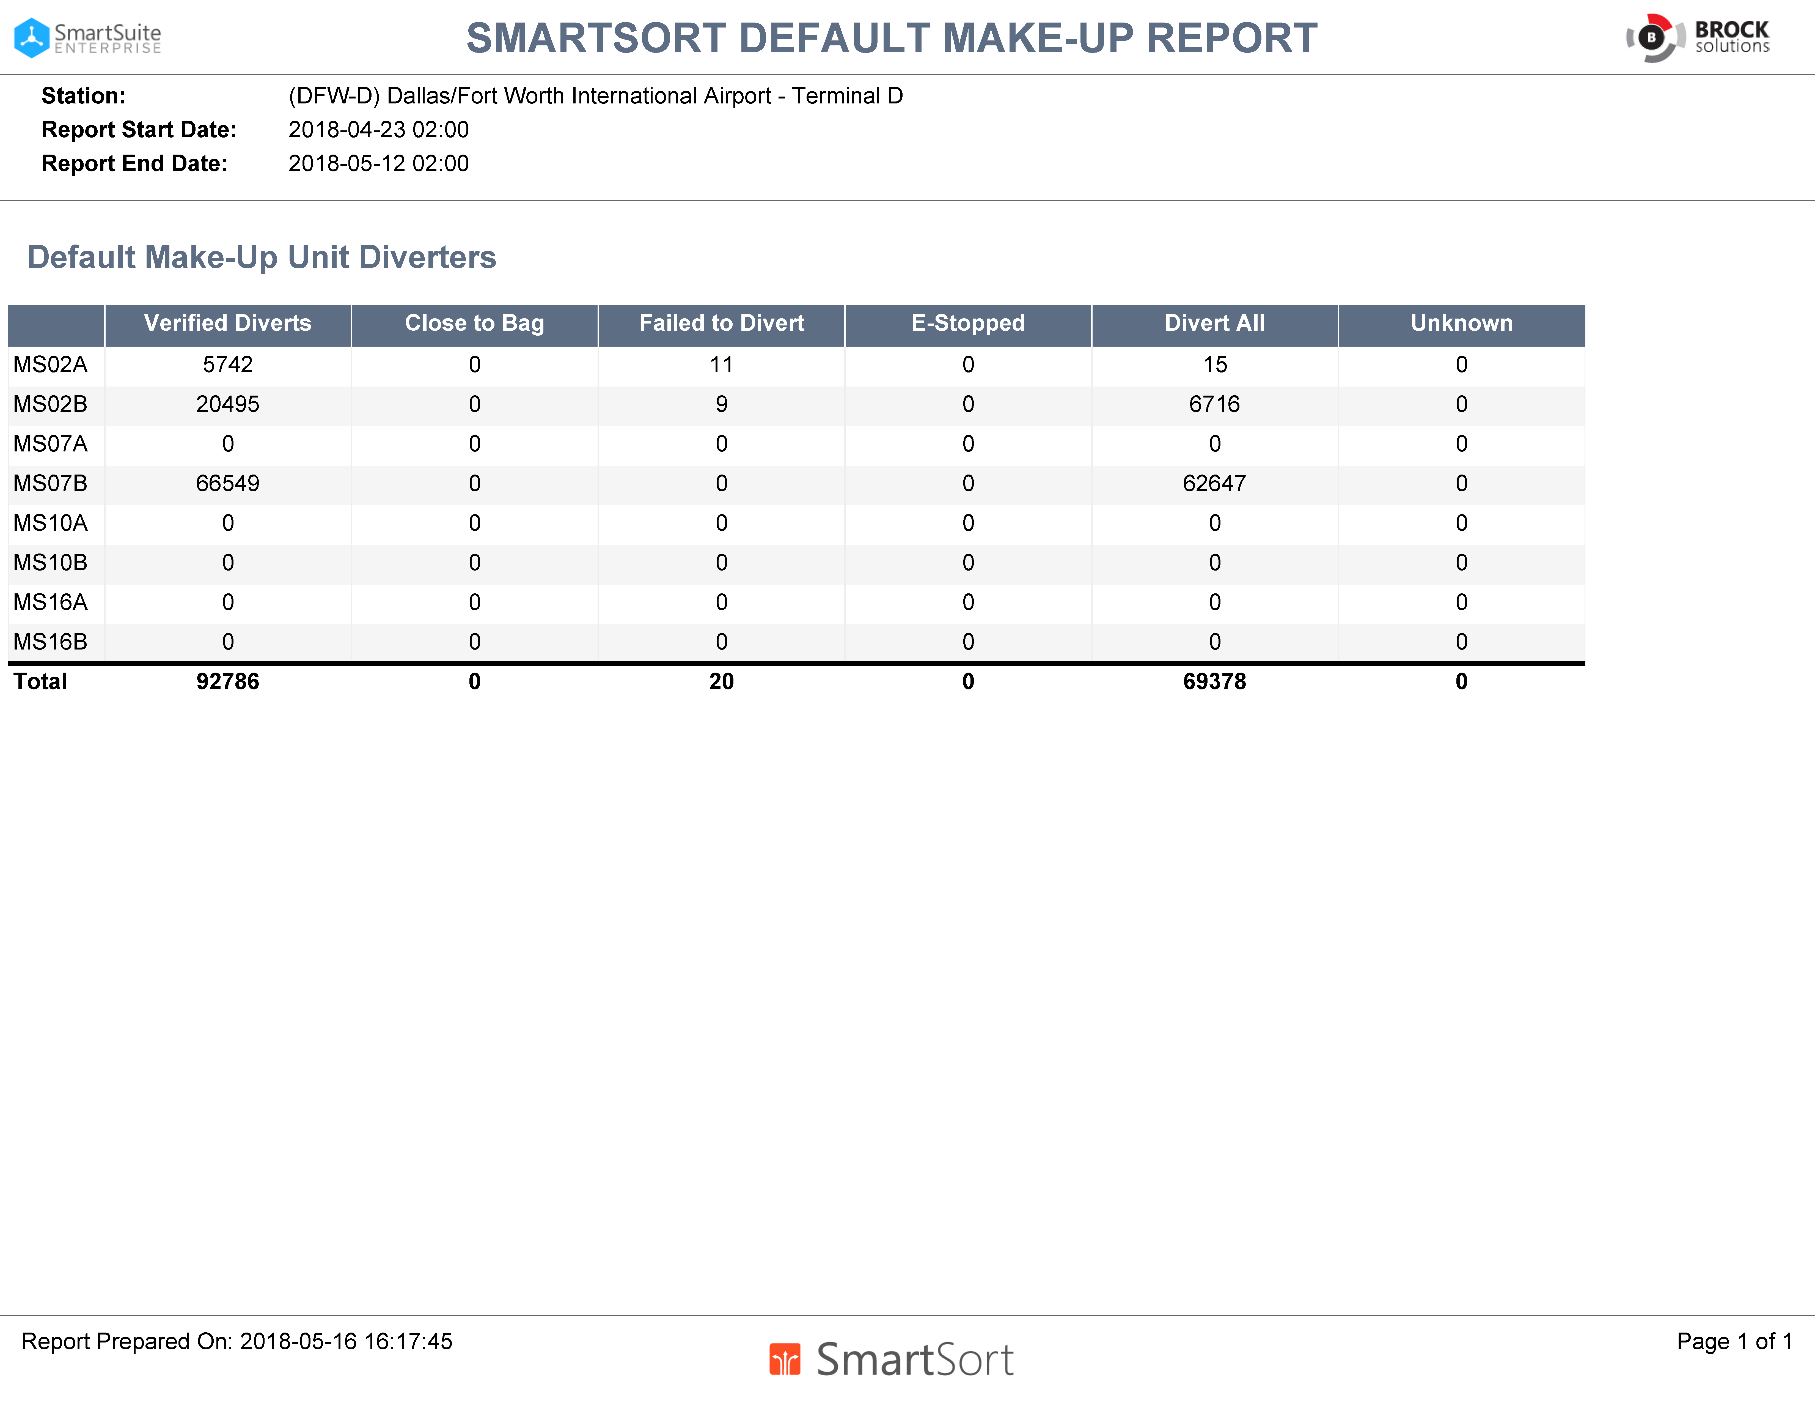 SmartSuite
ENTERPRISE
SMARTSORT DEFAULT MAKE-UP REPORT
B
BROCK
solutions
Station: (DFW-D) Dallas/Fort Worth International Airport - Terminal D
Report Start Date: 2018-04-23 02:00
Report End Date: 2018-05-12 02:00
Default Make-Up Unit Diverters
Verified Diverts Close to Bag Failed to Divert E-Stopped Divert All Unknown
MS02A 5742 0 11 0 15 0
MS02B 20495 0 9 0 6716 0
MS07A 0 0 0 0 0 0
MS07B 66549 0 0 0 62647 0
MS10A 0 0 0 0 0 0
MS10B 0 0 0 0 0 0
MS16A 0 0 0 0 0 0
MS16B 0 0 0 0 0 0
Total 92786 0 20 0 69378 0
Report Prepared On: 2018-05-16 16:17:45
SmartSort
Page 1 of 1